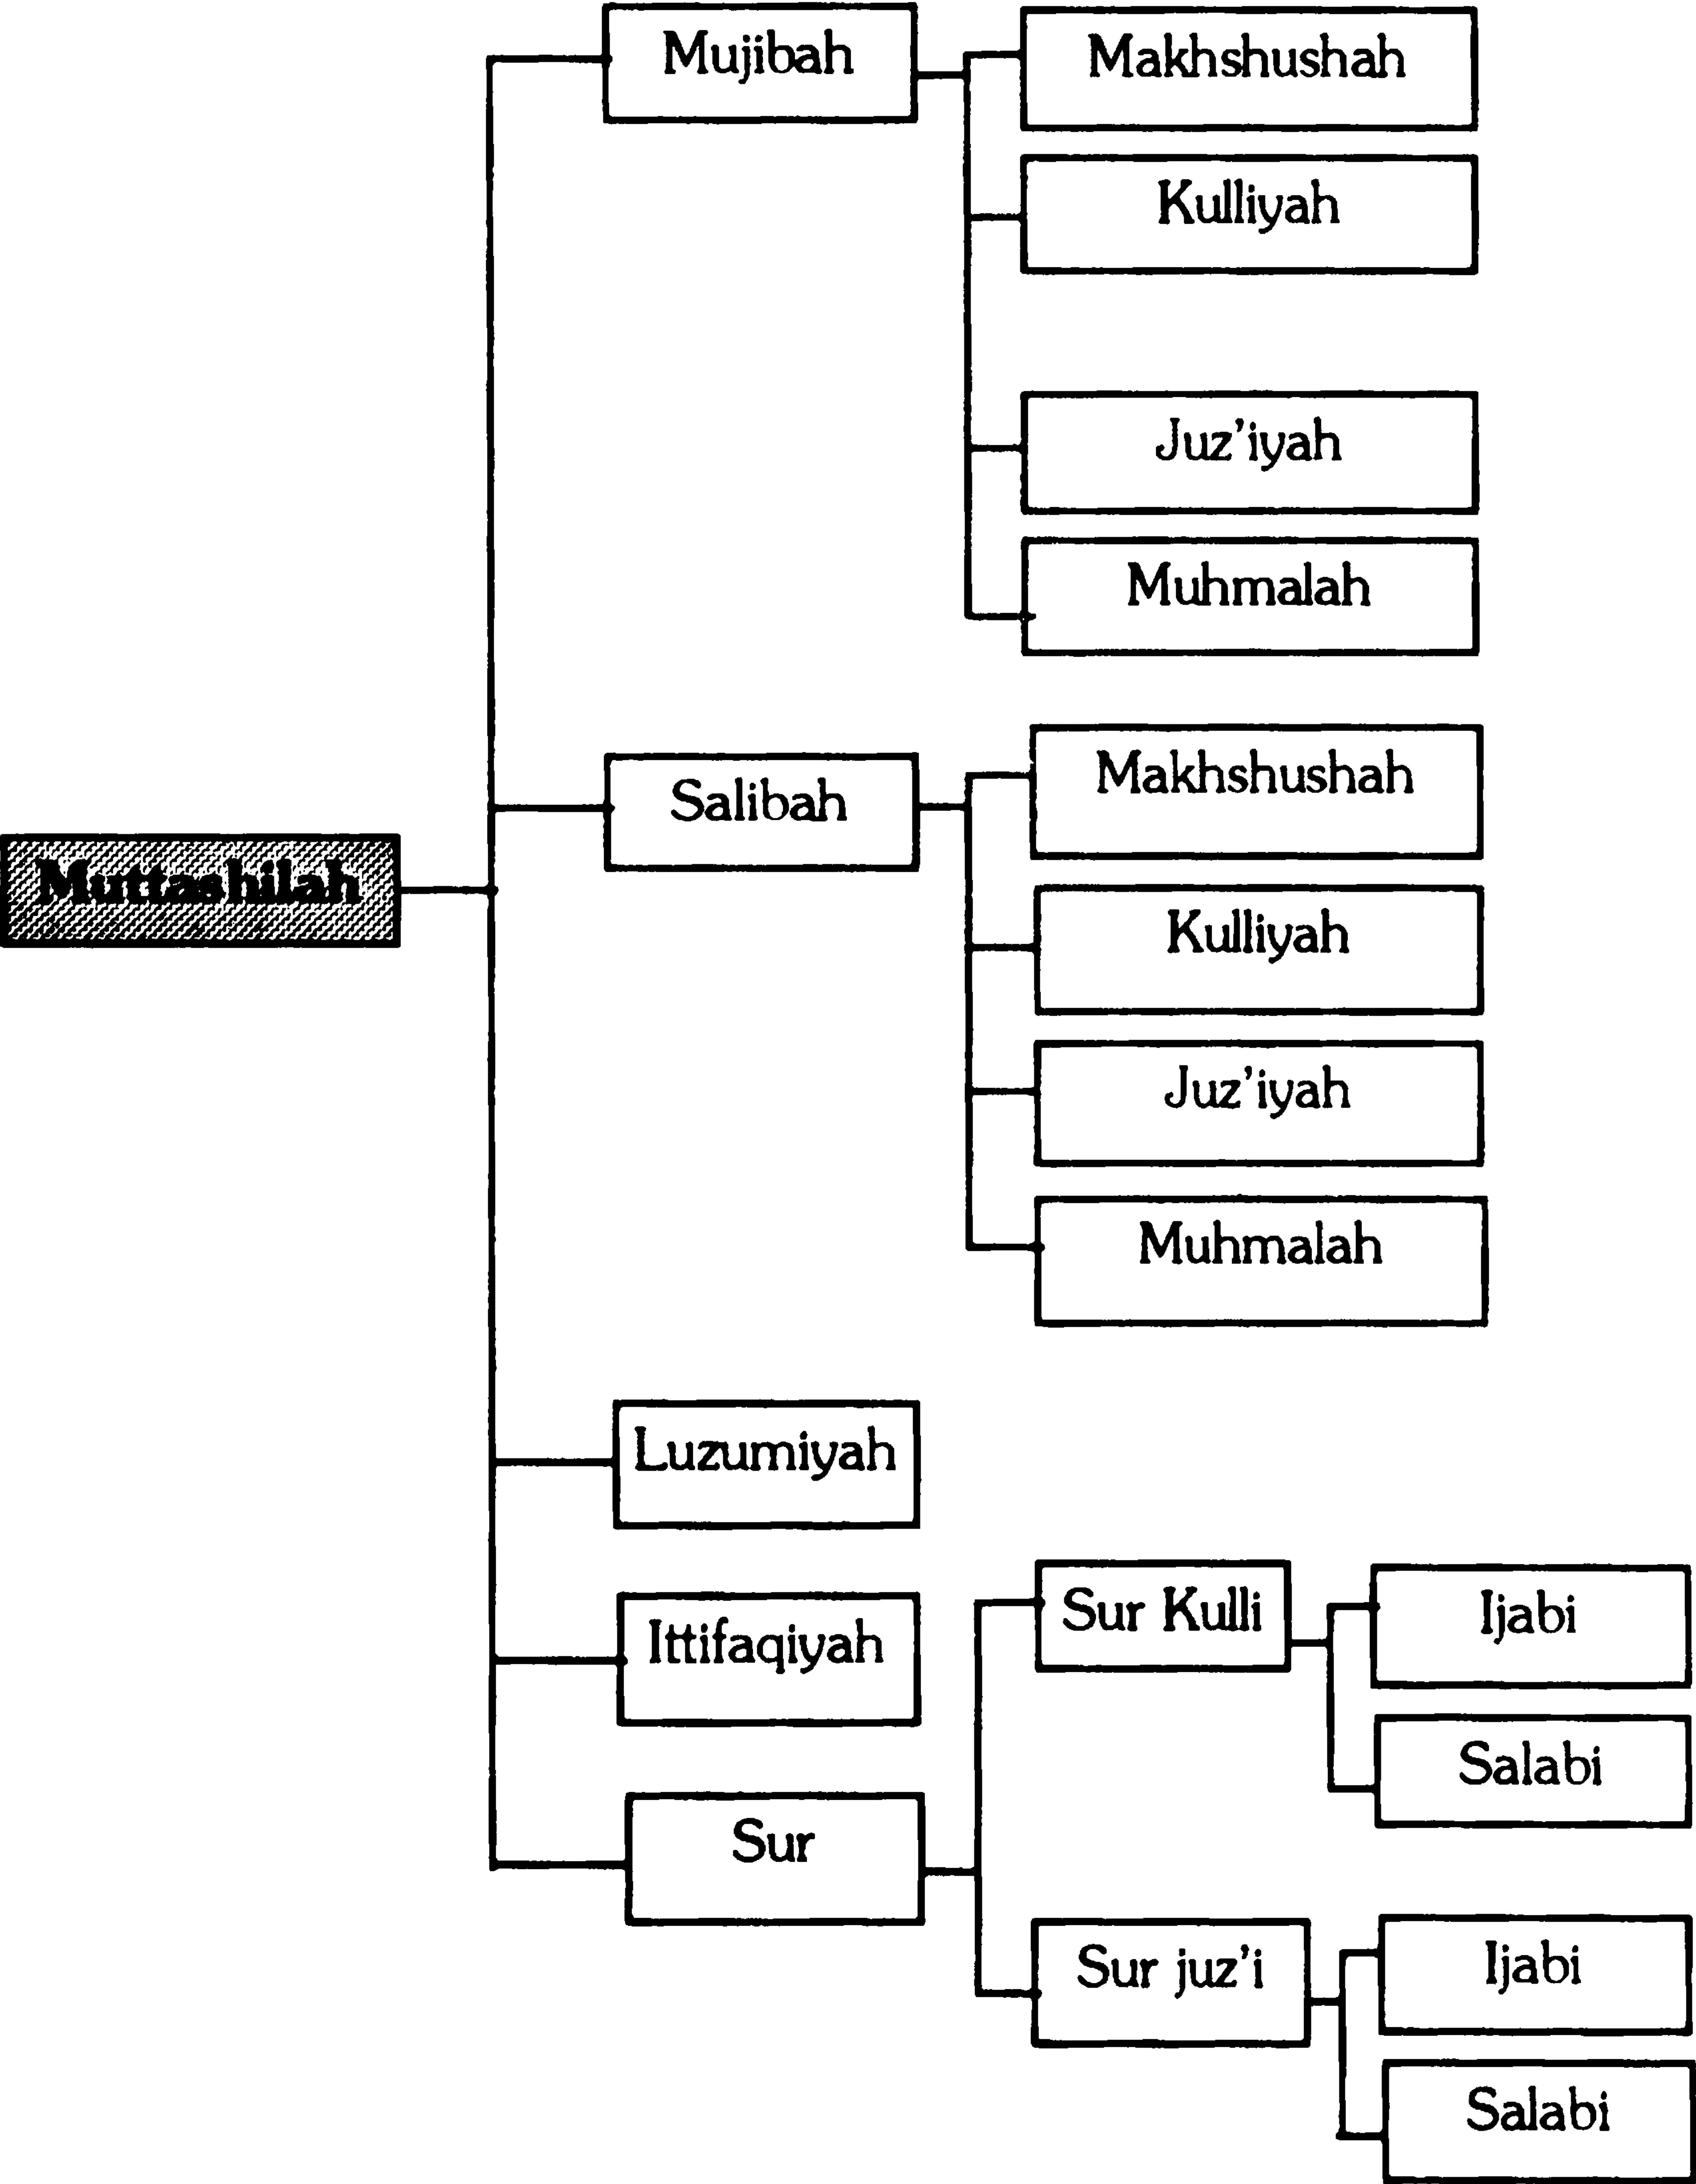 Mujibah
Makhshushah
Kulliyah
Juz'iyah
Muhmalah
Muttashilah
Salibah
Makhshushah
Kulliyah
Juz'iyah
Muhmalah
Luzumiyah
Ittifaqiyah
Sur
Sur Kulli
Ijabi
Salabi
Sur juz'i
Ijabi
Salabi